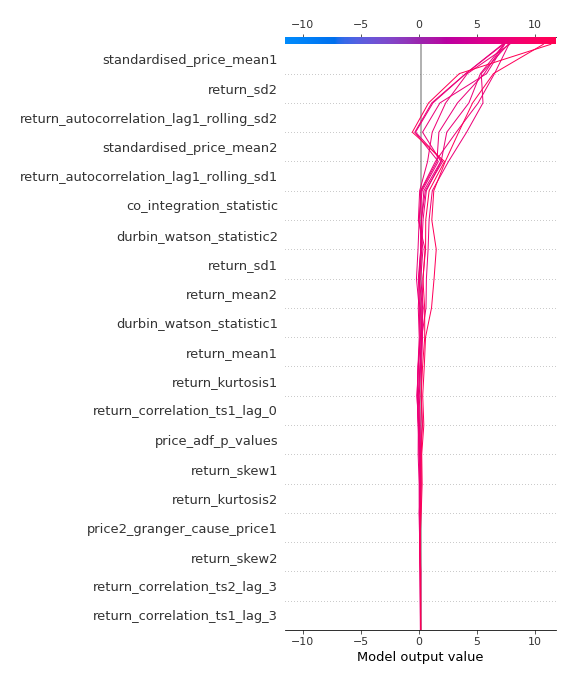 −10 −5 0 5 10
standardised_price_mean1
return_sd2
return_autocorrelation_lag1_rolling_sd2
standardised_price_mean2
return_autocorrelation_lag1_rolling_sd1
co_integration_statistic
durbin_watson_statistic2
return_sd1
return_mean2
durbin_watson_statistic1
return_mean1
return_kurtosis1
return_correlation_ts1_lag_0
price_adf_p_values
return_skew1
return_kurtosis2
price2_granger_cause_price1
return_skew2
return_correlation_ts2_lag_3
return_correlation_ts1_lag_3
−10 −5 0 5 10
Model output value